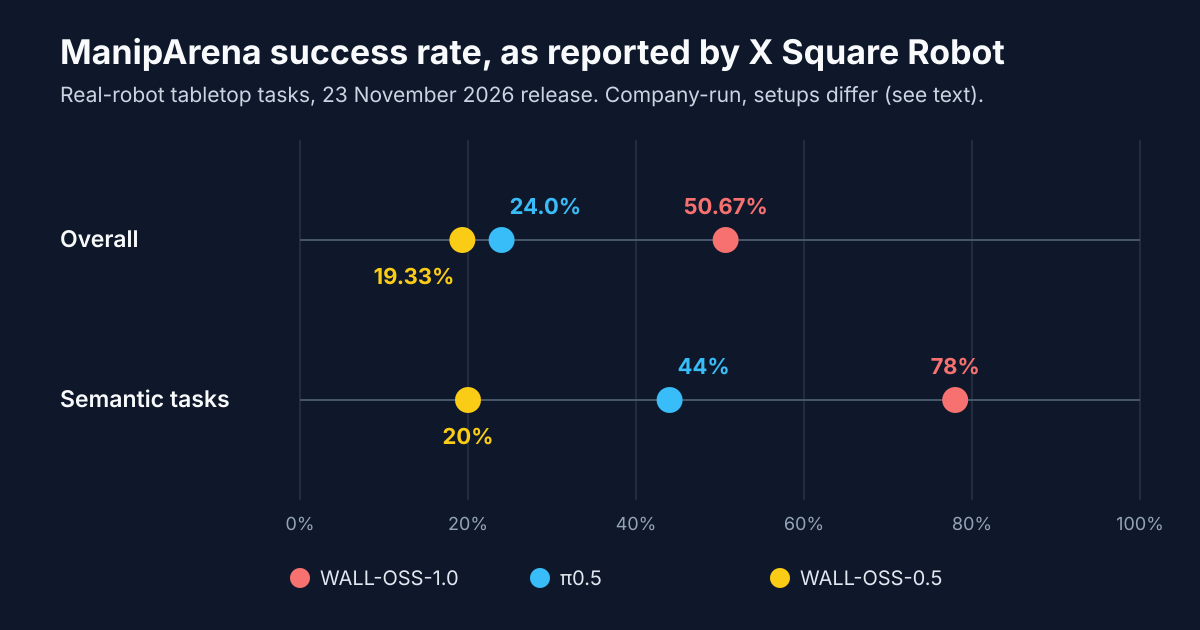 ManipArena success rate, as reported by X Square Robot
Real-robot tabletop tasks, 23 November 2026 release. Company-run, setups differ (see text).
24.0%
50.67%
Overall
19.33%
44%
78%
Semantic tasks
20%
0% 20% 40% 60% 80% 100%
WALL-OSS-1.0 π0.5 WALL-OSS-0.5